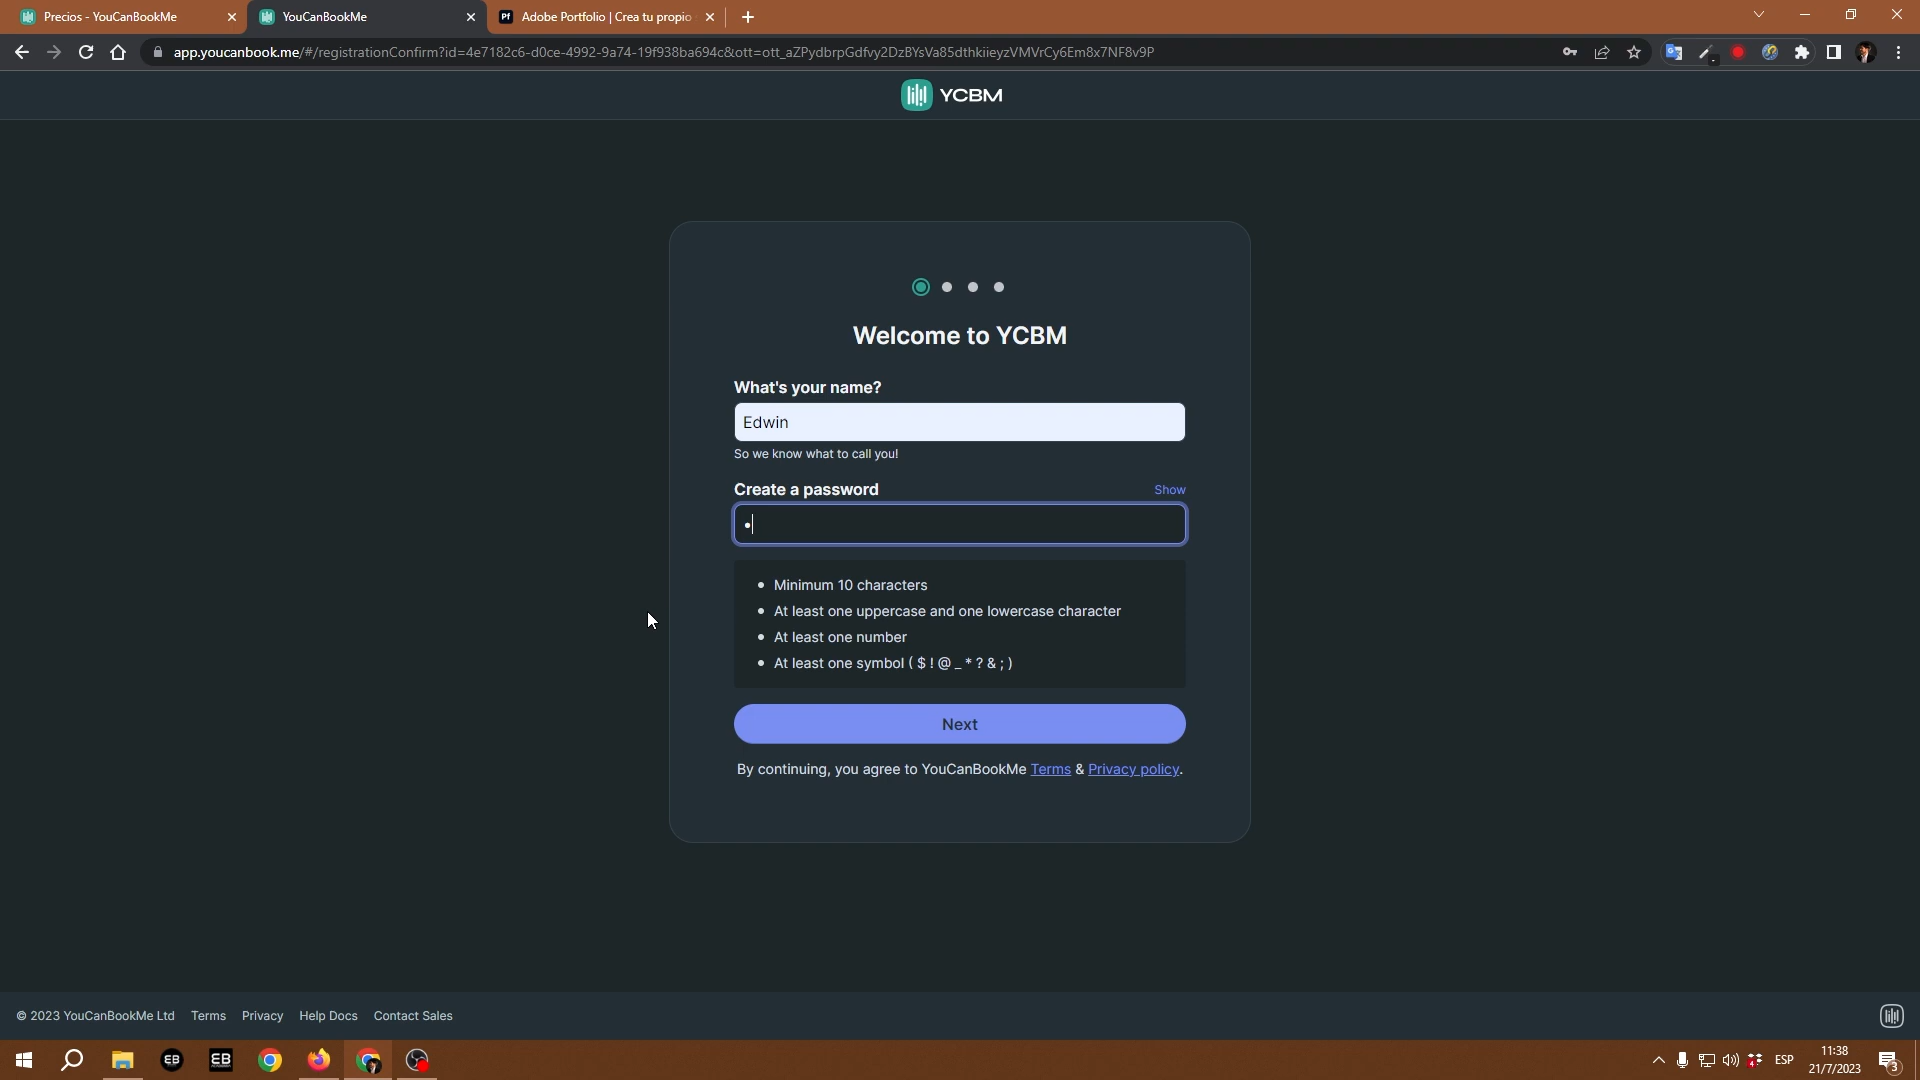 Precios - YouCanBookMe
YouCanBookMe
Pf Adobe Portfolio | Crea tu propio
app.youcanbook.me/#/registrationConfirm?id=4e7182c6-d0ce-4992-9a74-19f938ba694c&ott=ott_aZPydbrpGdfvy2DzBYsVa85dthkiieyzVMVrCy6Em8x7NF8v9P
YCBM
Welcome to YCBM
What's your name?
Edwin
So we know what to call you!
Create a password
Show
• Minimum 10 characters
• At least one uppercase and one lowercase character
• At least one number
• At least one symbol ( $ ! @ _ * ? & ; )
Next
By continuing, you agree to YouCanBookMe Terms & Privacy policy.
© 2023 YouCanBookMe Ltd Terms Privacy Help Docs Contact Sales
EB
EB
ESP
11:38
21/7/2023
3